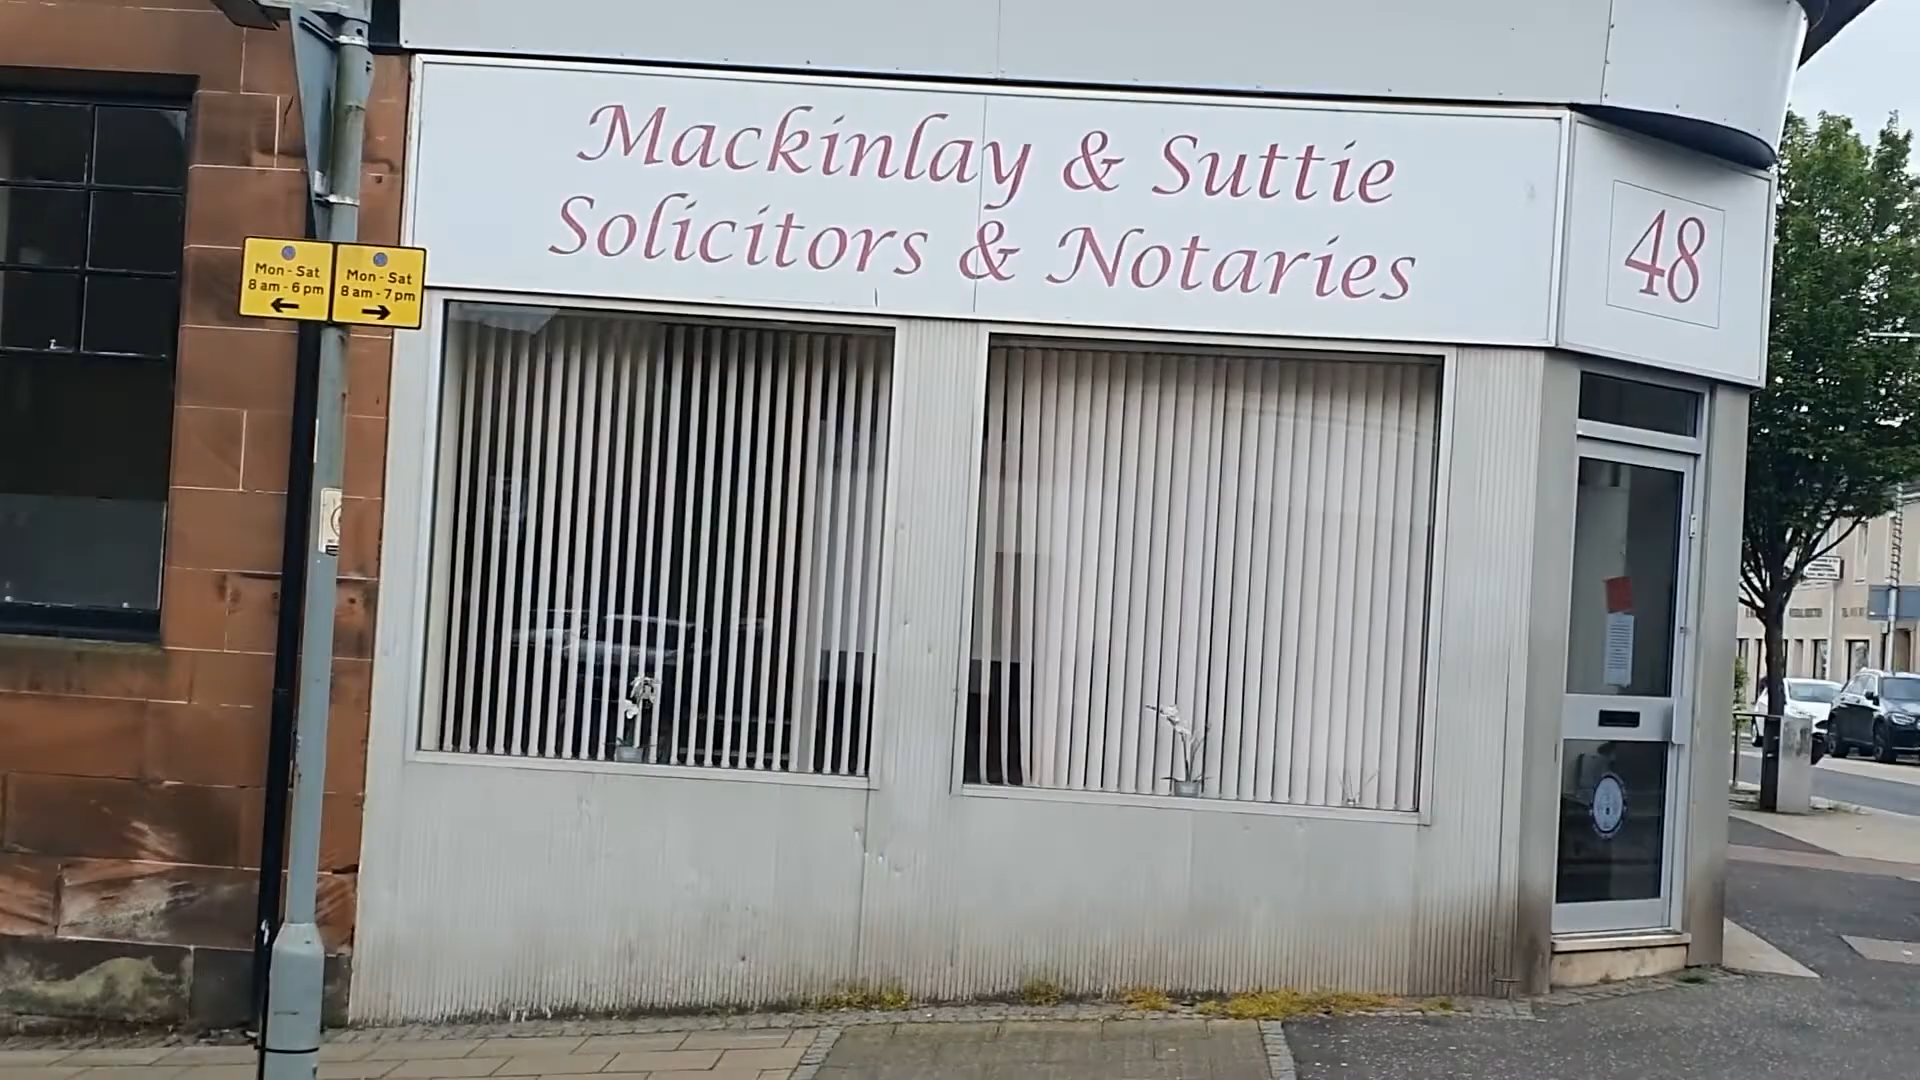 Mackinlay & Suttie
Solicitors & Notaries
48
Mon - Sat
8 am - 6 pm
←
Mon - Sat
8 am - 7 pm
→